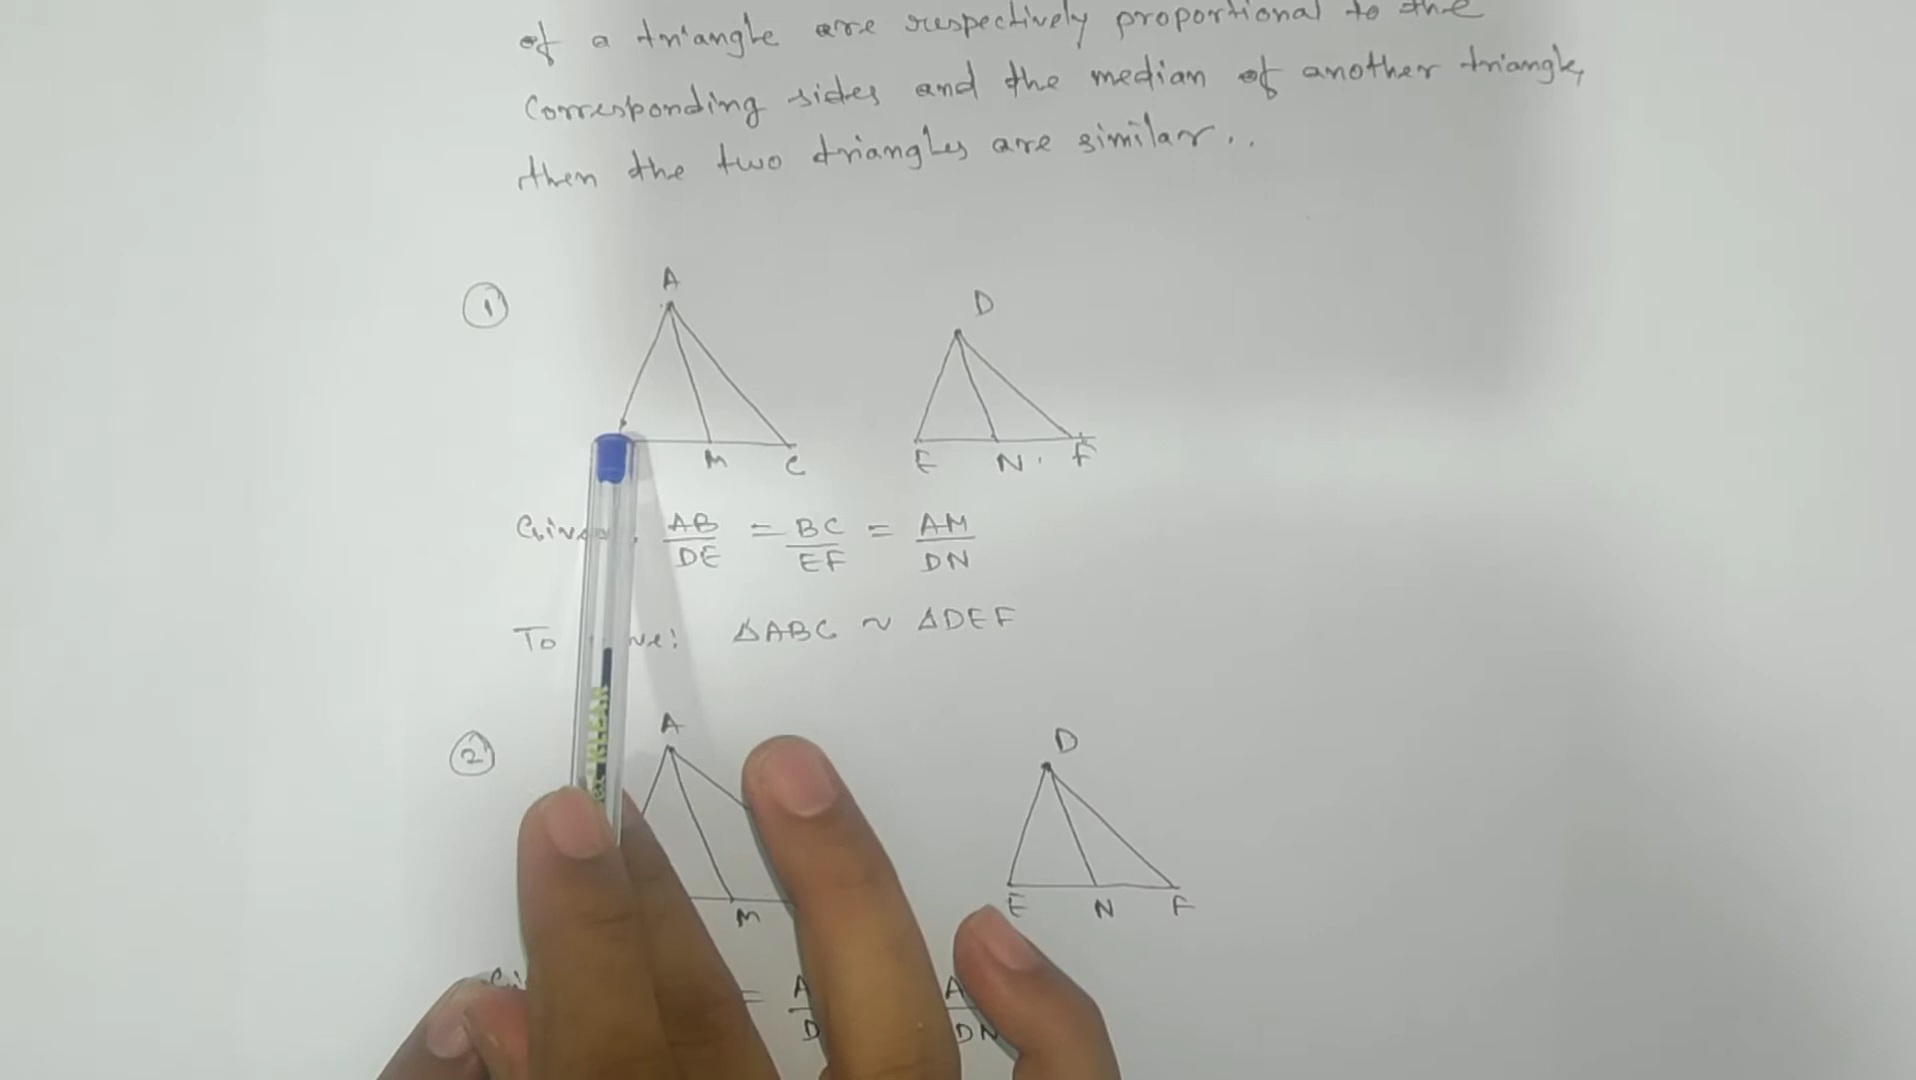 of a triangle are respectively proportional to the
Corresponding sides and the median of another triangle,
then the two triangles are similar..
1
A
D
M C
E N. F
AB/DE = BC/EF = AM/DN
To ΔABC ~ ΔDEF
2
A
D
M
E N F
= A
DN